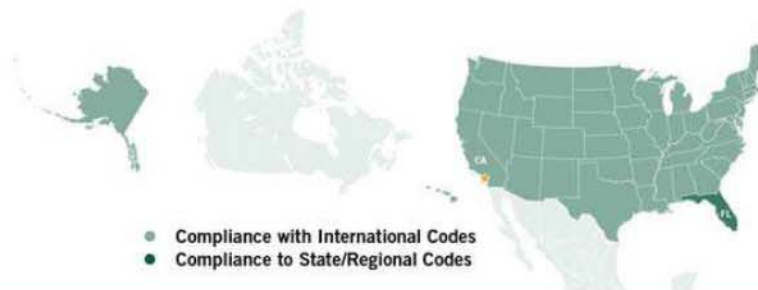 CA
FL
Compliance with International Codes
Compliance to State/Regional Codes